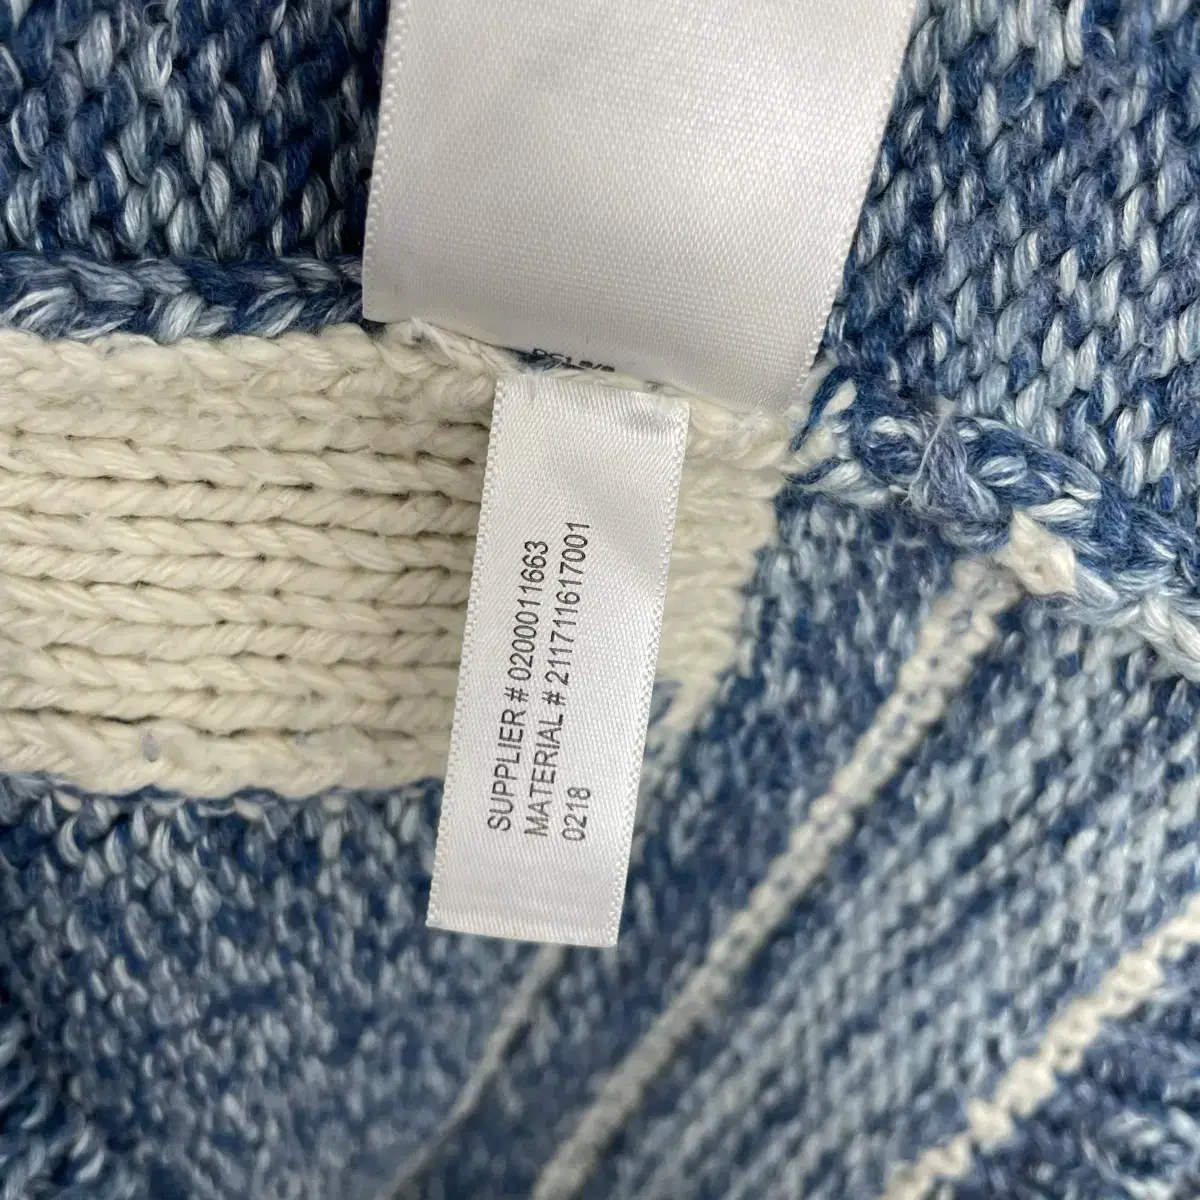 SUPPLIER # 0200011663
MATERIAL # 211711617001
0218